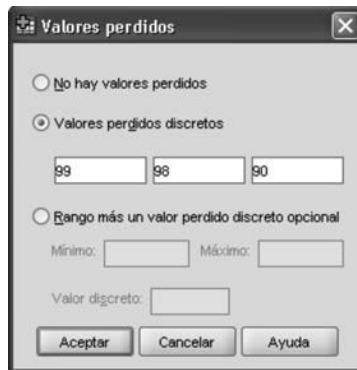 Valores perdidos
No hay valores perdidos
Valores perdidos discretos
99 98 90
Rango más un valor perdido discreto opcional
Mínimo: Máximo:
Valor discreto:
Aceptar Cancelar Ayuda